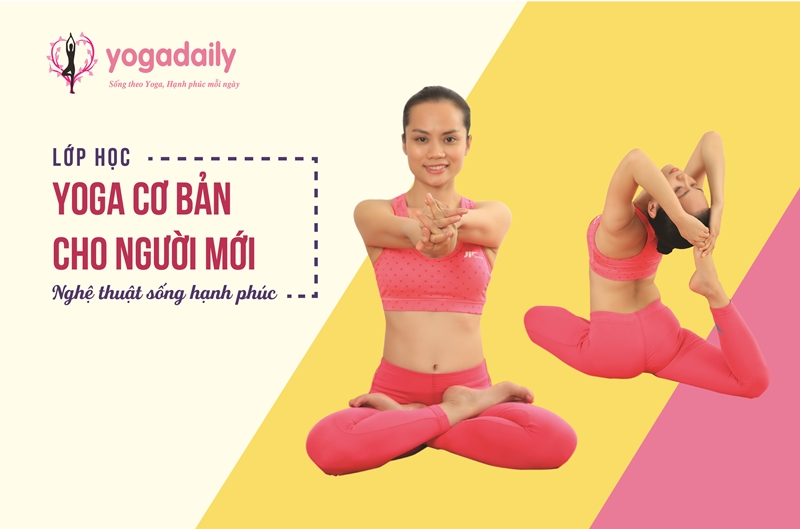 yogadaily
Sống theo Yoga, Hạnh phúc mỗi ngày
LỚP HỌC
YOGA CƠ BẢN
CHO NGƯỜI MỚI
Nghệ thuật sống hạnh phúc